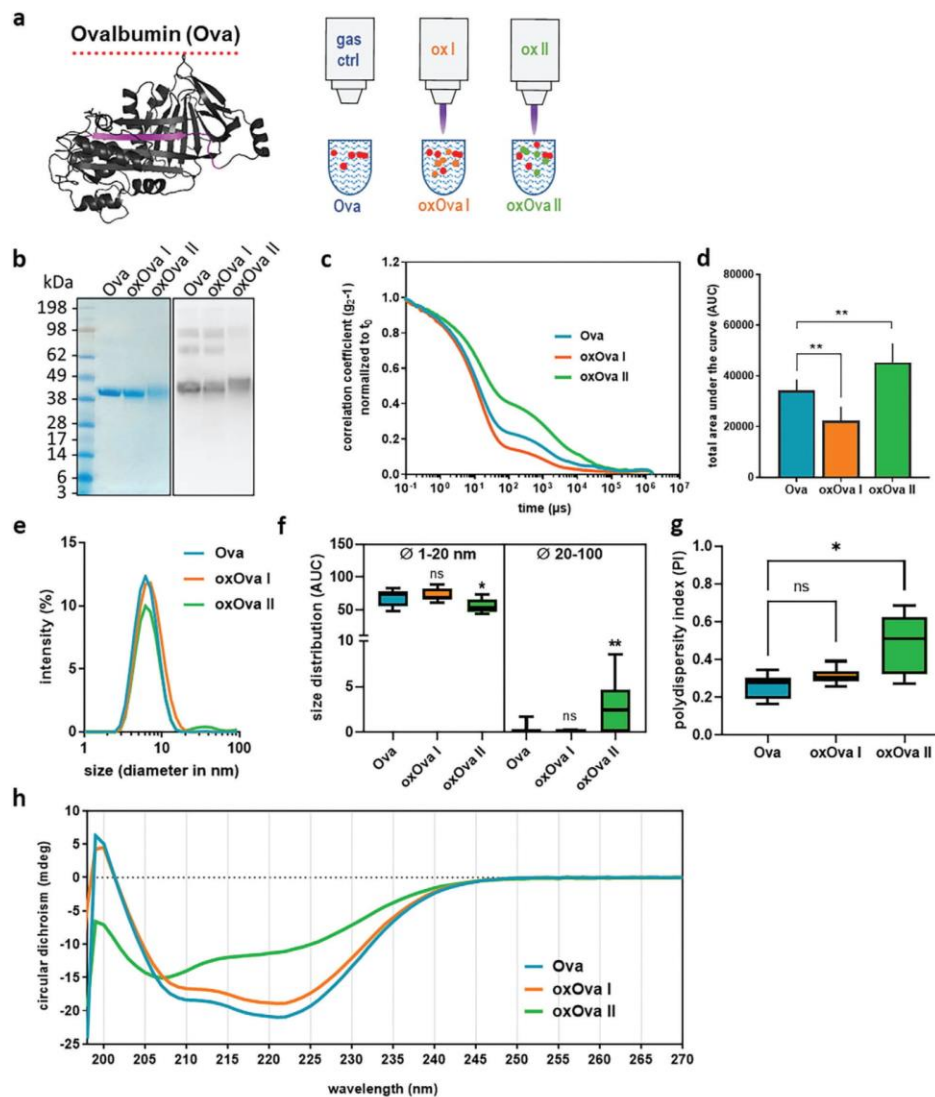 a
Ovalbumin (Ova)
gas ctrl
ox I
ox II
Ova
oxOva I
oxOva II
b
kDa
Ova
oxOva I
oxOva II
Ova
oxOva I
oxOva II
198
98
62
49
38
28
17
14
6
3
c
correlation coefficient (g₂-1)
normalized to t₀
1.0
0.8
0.6
0.4
0.2
0.0
10⁻¹ 10⁰ 10¹ 10² 10³ 10⁴ 10⁵ 10⁶ 10⁷
time (µs)
Ova
oxOva I
oxOva II
d
total area under the curve (AUC)
80000
60000
40000
20000
0
**
**
Ova oxOva I oxOva II
e
intensity (%)
15
10
5
0
1 10 100
size (diameter in nm)
Ova
oxOva I
oxOva II
f
size distribution (AUC)
150
100
50
10
5
0
Ø 1-20 nm
Ø 20-100
ns
*
ns
**
Ova
oxOva I
oxOva II
Ova
oxOva I
oxOva II
g
polydispersity index (PI)
1.0
0.8
0.6
0.4
0.2
0.0
*
ns
Ova oxOva I oxOva II
h
circular dichroism (mdeg)
10
5
0
-5
-10
-15
-20
-25
200 205 210 215 220 225 230 235 240 245 250 255 260 265 270
wavelength (nm)
Ova
oxOva I
oxOva II